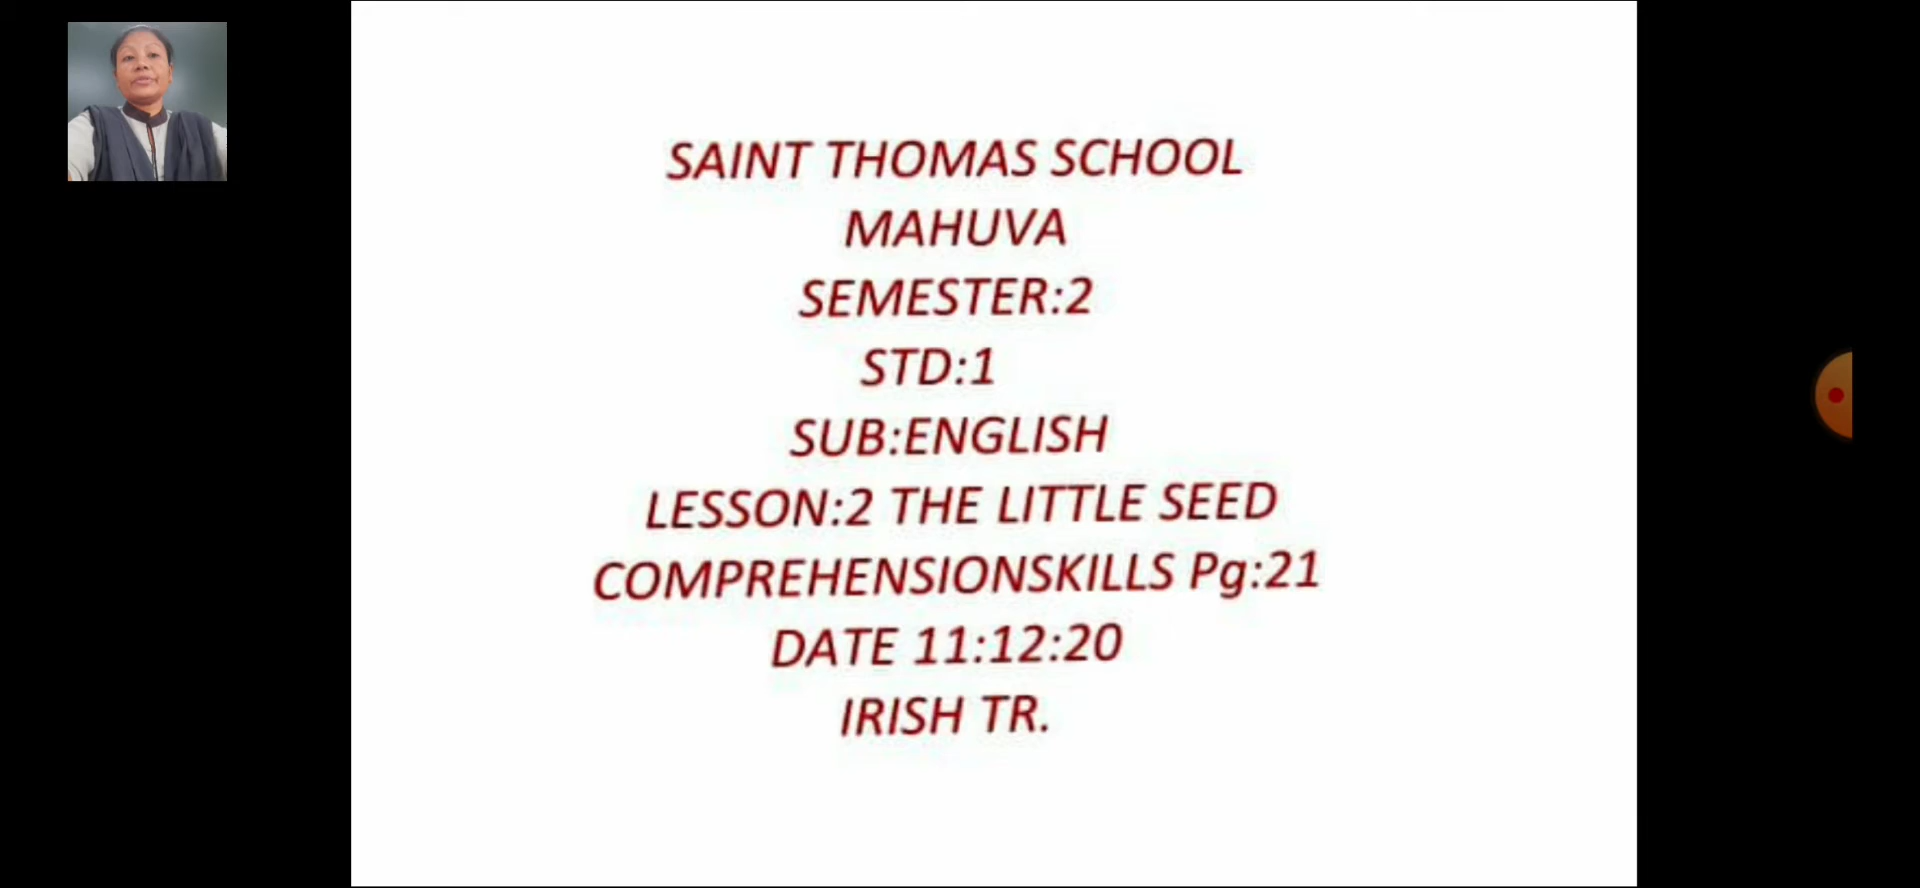 SAINT THOMAS SCHOOL
MAHUVA
SEMESTER:2
STD:1
SUB:ENGLISH
LESSON:2 THE LITTLE SEED
COMPREHENSIONSKILLS Pg:21
DATE 11:12:20
IRISH TR.